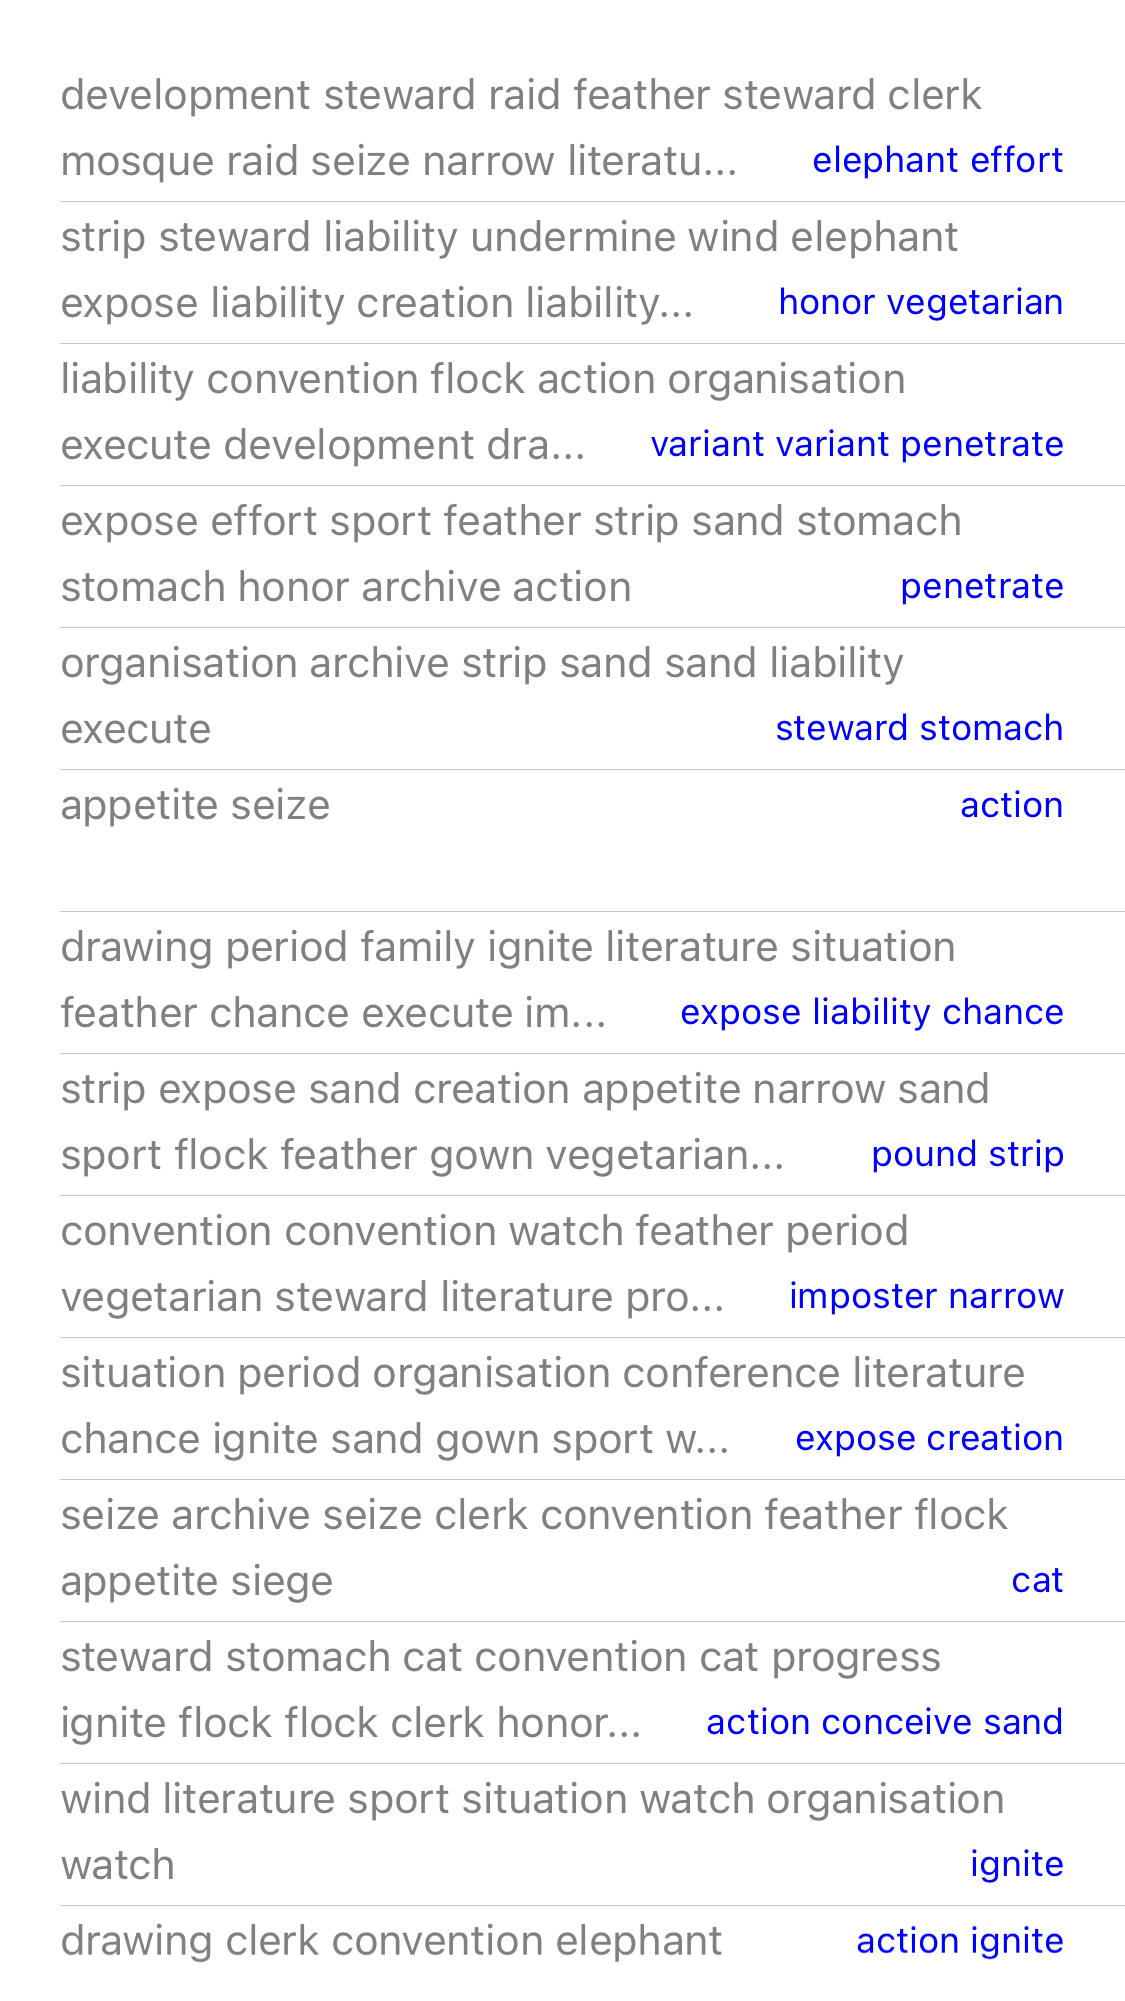 development steward raid feather steward clerk
mosque raid seize narrow literatu... elephant effort
strip steward liability undermine wind elephant
expose liability creation liability... honor vegetarian
liability convention flock action organisation
execute development dra... variant variant penetrate
expose effort sport feather strip sand stomach
stomach honor archive action penetrate
organisation archive strip sand sand liability
execute steward stomach
appetite seize action
drawing period family ignite literature situation
feather chance execute im... expose liability chance
strip expose sand creation appetite narrow sand
sport flock feather gown vegetarian... pound strip
convention convention watch feather period
vegetarian steward literature pro... imposter narrow
situation period organisation conference literature
chance ignite sand gown sport w... expose creation
seize archive seize clerk convention feather flock
appetite siege cat
steward stomach cat convention cat progress
ignite flock flock clerk honor... action conceive sand
wind literature sport situation watch organisation
watch ignite
drawing clerk convention elephant action ignite